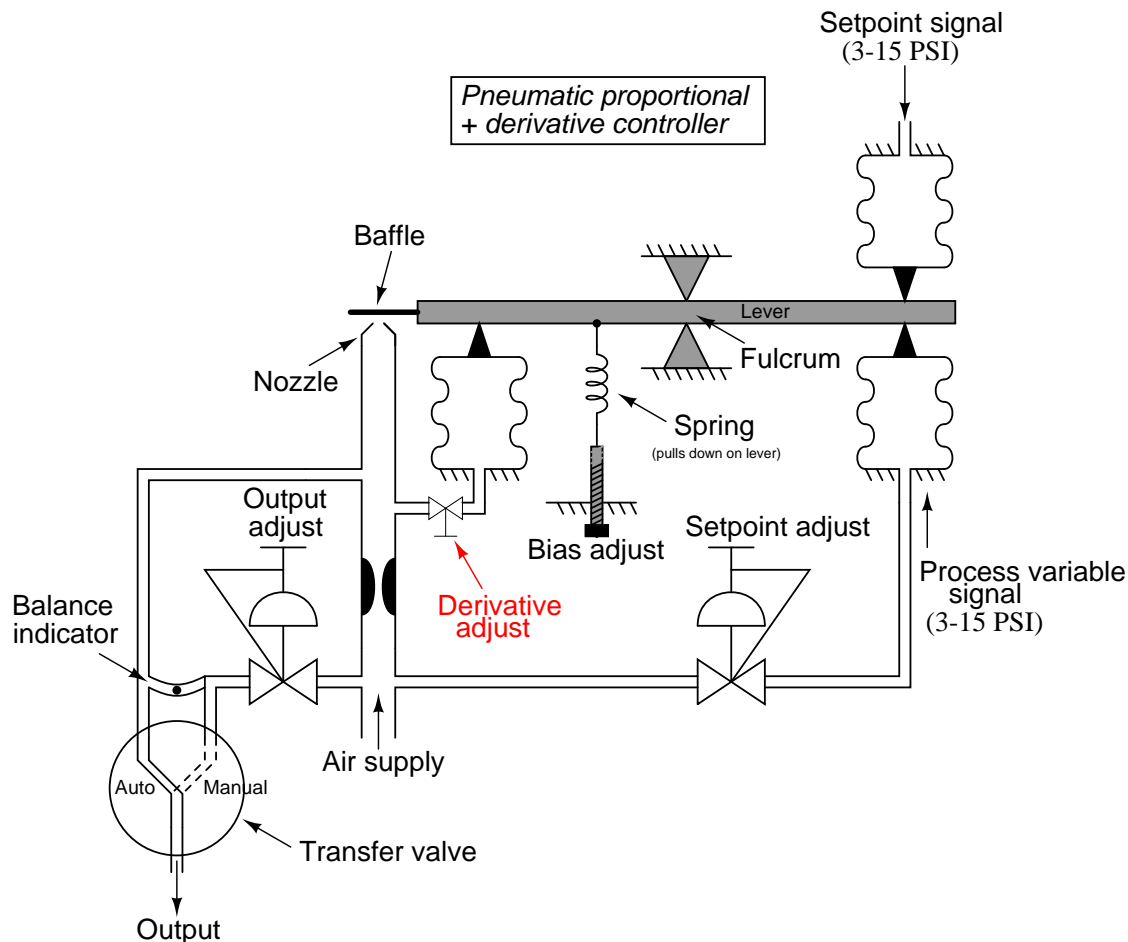 Setpoint signal
(3-15 PSI)
Pneumatic proportional
+ derivative controller
Baffle
Lever
Nozzle
Fulcrum
Spring
(pulls down on lever)
Output
adjust
Bias adjust
Setpoint adjust
Process variable
signal
(3-15 PSI)
Derivative
adjust
Balance
indicator
Air supply
Auto
Manual
Transfer valve
Output